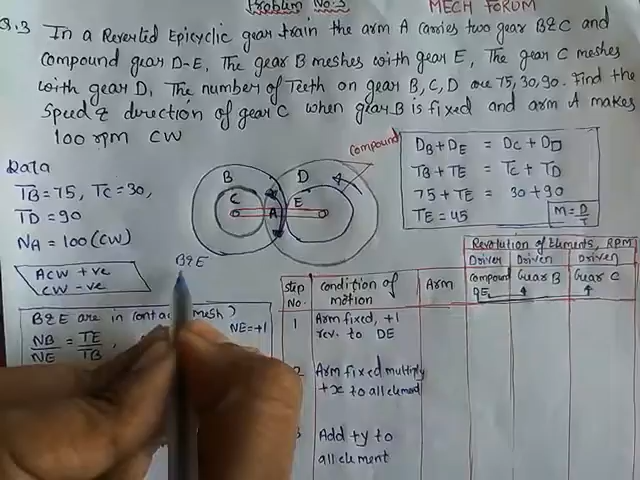 Problem No:3
MECH FORUM
Q.3 In a Reverted Epicyclic gear train the arm A carries two gear B&C and
compound gear D-E, The gear B meshes with gear E, The gear C meshes
with gear D, The number of Teeth on gear B, C, D are 75, 30, 90. Find the
Speed & direction of gear C when gear B is fixed and arm A makes
100 rpm CW
Data
TB = 75, TC = 30,
TD = 90
NA = 100 (CW)
ACW +ve
CW -ve
B
C
A
D
E
compound
B&E
DB + DE = DC + DD
TB + TE = TC + TD
75 + TE = 30 + 90
TE = 45
M = D/T
B&E are in contact mesh)
NB/NE = TE/TB,
NE = +1
Revolution of Elements, RPM
Step No.
condition of motion
Arm
Driver
Driven
Driven
compound
Gear B
Gear C
1 Arm fixed, +1
rev. to DE
Arm fixed multiply
+x to all element
3 Add +y to
all element